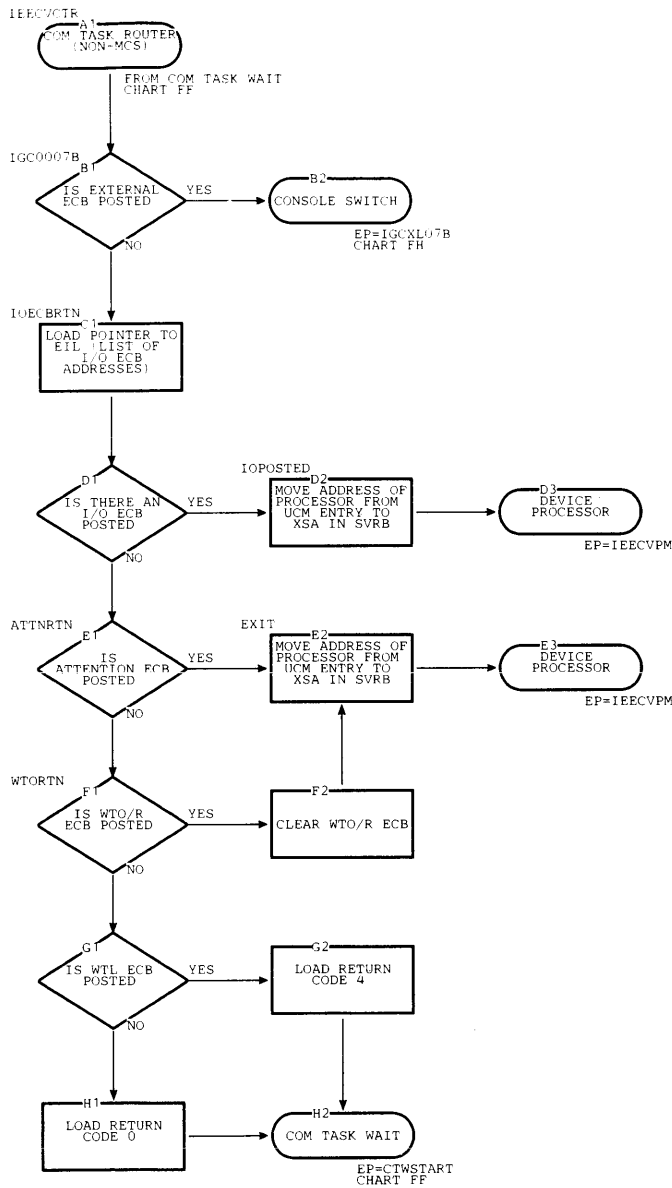 IEECVCTR
A1
COM TASK ROUTER
(NON-MCS)
FROM COM TASK WAIT
CHART FF
IGC0007B
B1
IS EXTERNAL
ECB POSTED
YES
NO
B2
CONSOLE SWITCH
EP=IGCXL07B
CHART FH
IOECBRTN
C1
LOAD POINTER TO
EIL (LIST OF
I/O ECB
ADDRESSES)
D1
IS THERE AN
I/O ECB
POSTED
YES
NO
IOPOSTED
D2
MOVE ADDRESS OF
PROCESSOR FROM
UCM ENTRY TO
XSA IN SVRB
D3
DEVICE
PROCESSOR
EP=IEECVPM
ATTNRTN
E1
IS
ATTENTION ECB
POSTED
YES
NO
EXIT
E2
MOVE ADDRESS OF
PROCESSOR FROM
UCM ENTRY TO
XSA IN SVRB
E3
DEVICE
PROCESSOR
EP=IEECVPM
WTORTN
F1
IS WTO/R
ECB POSTED
YES
NO
F2
CLEAR WTO/R ECB
G1
IS WTL ECB
POSTED
YES
NO
G2
LOAD RETURN
CODE 4
H1
LOAD RETURN
CODE 0
H2
COM TASK WAIT
EP=CTWSTART
CHART FF